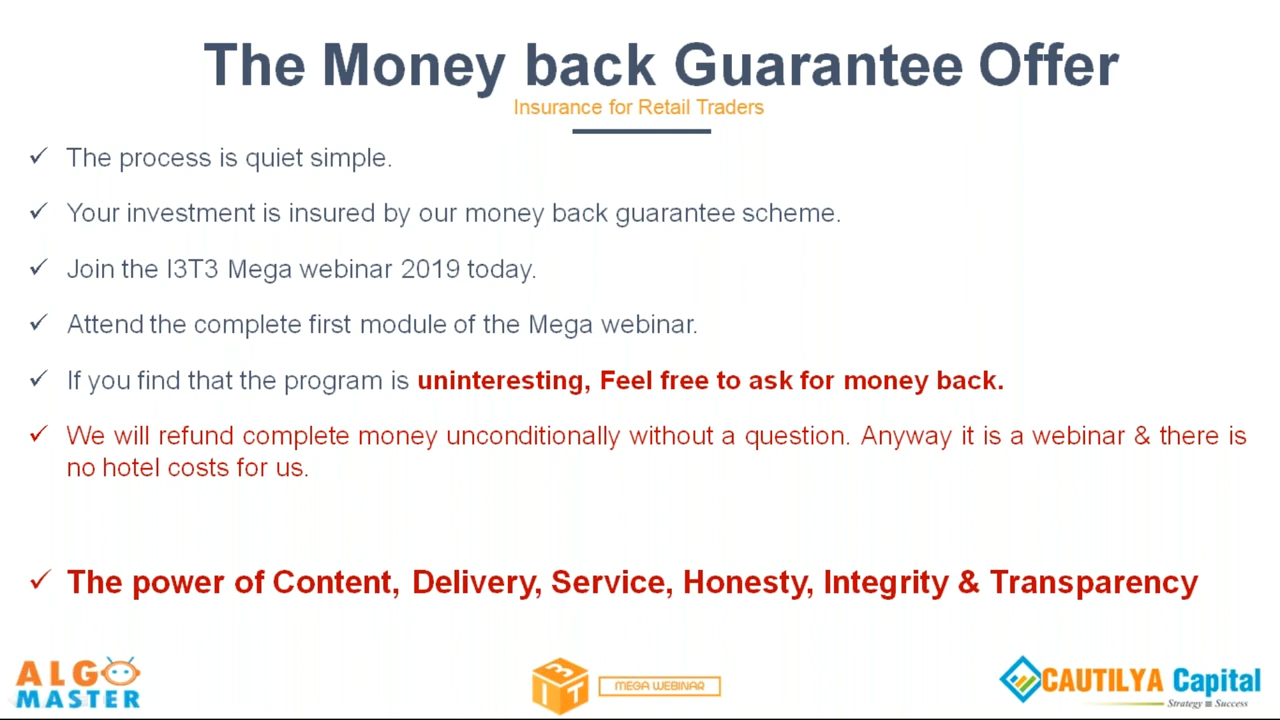 The Money back Guarantee Offer
Insurance for Retail Traders
✓ The process is quiet simple.
✓ Your investment is insured by our money back guarantee scheme.
✓ Join the I3T3 Mega webinar 2019 today.
✓ Attend the complete first module of the Mega webinar.
✓ If you find that the program is uninteresting, Feel free to ask for money back.
✓ We will refund complete money unconditionally without a question. Anyway it is a webinar & there is
no hotel costs for us.
✓ The power of Content, Delivery, Service, Honesty, Integrity & Transparency
ALGO
MASTER
3 I T
MEGA WEBINAR
CAUTILYA Capital
Strategy = Success